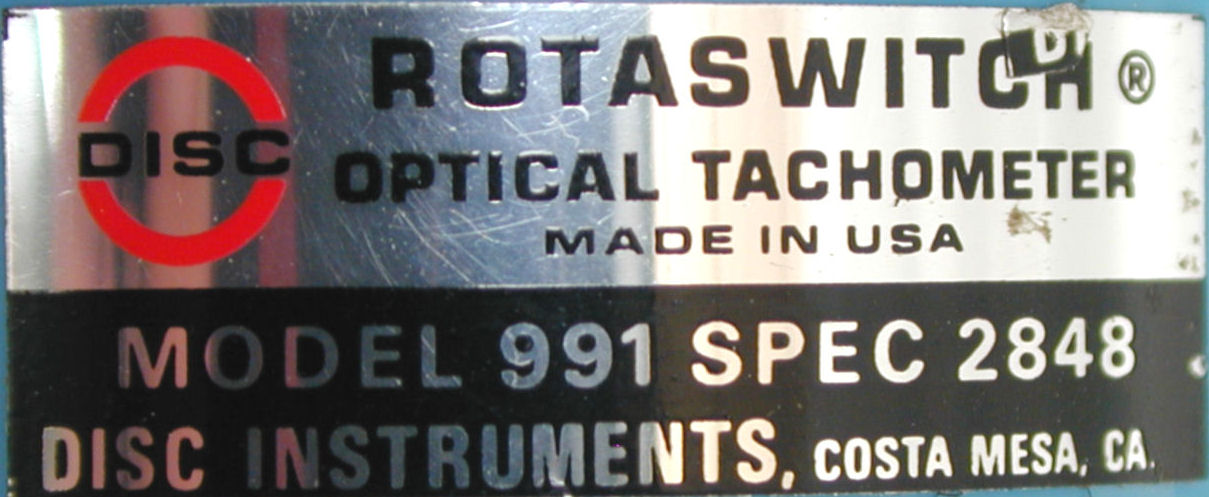 DISC
ROTASWITCH®
OPTICAL TACHOMETER
MADE IN USA
MODEL 991 SPEC 2848
DISC INSTRUMENTS, COSTA MESA, CA.